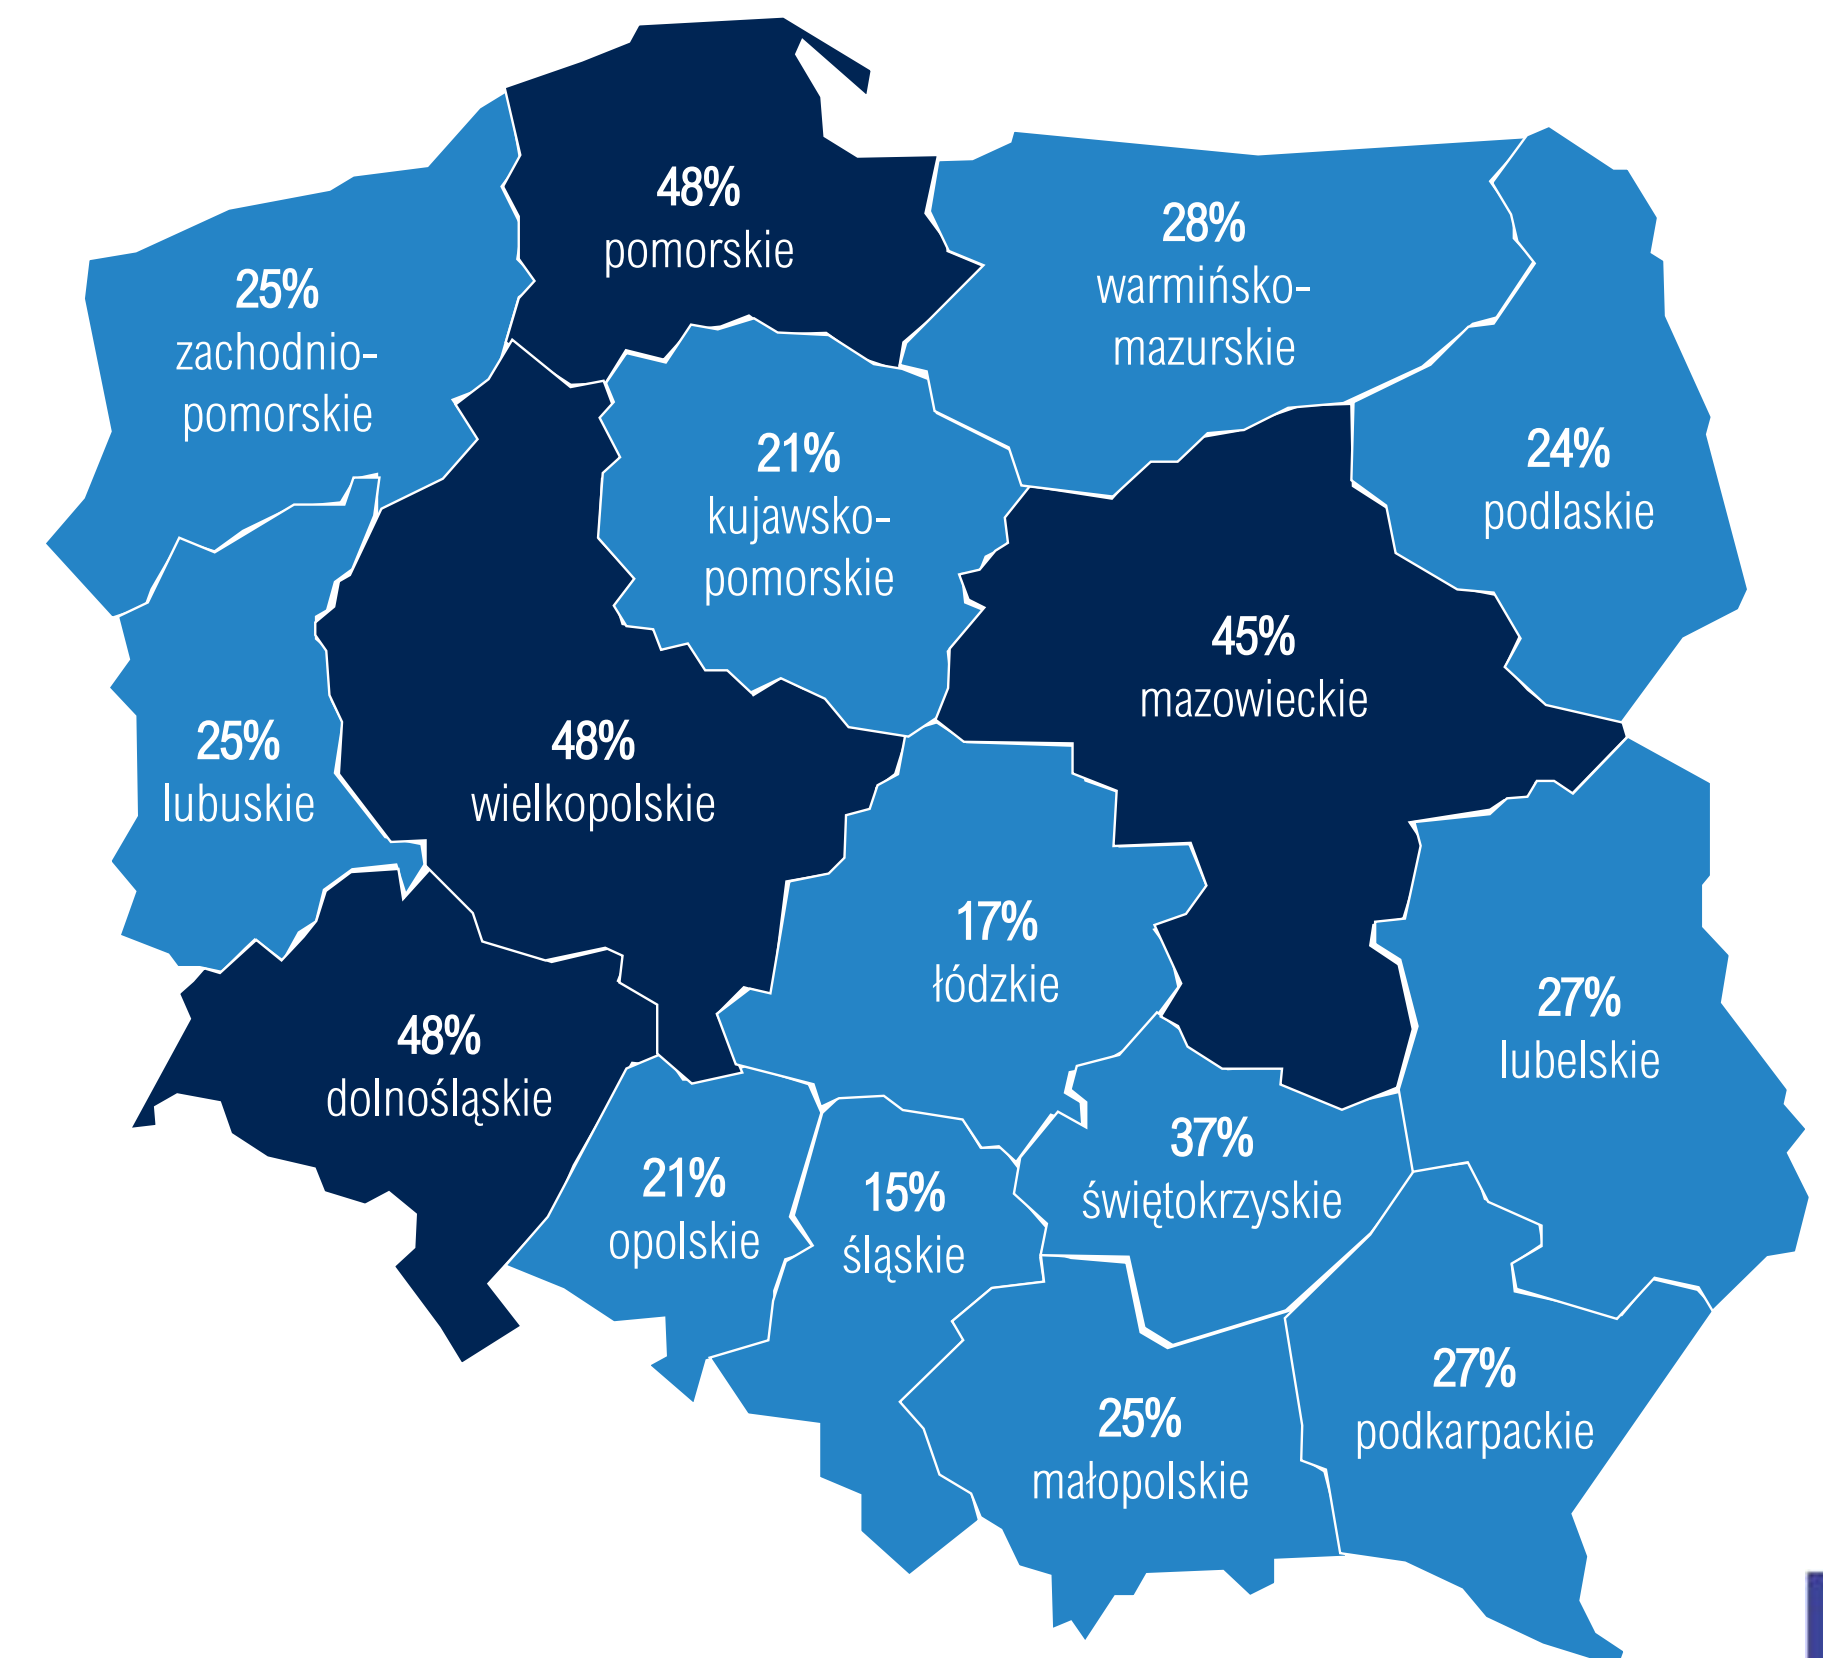 48%
pomorskie
28%
warmińsko-
mazurskie
25%
zachodnio-
pomorskie
21%
kujawsko-
pomorskie
24%
podlaskie
45%
mazowieckie
25%
lubuskie
48%
wielkopolskie
17%
łódzkie
27%
lubelskie
48%
dolnośląskie
21%
opolskie
15%
śląskie
37%
świętokrzyskie
27%
podkarpackie
25%
małopolskie